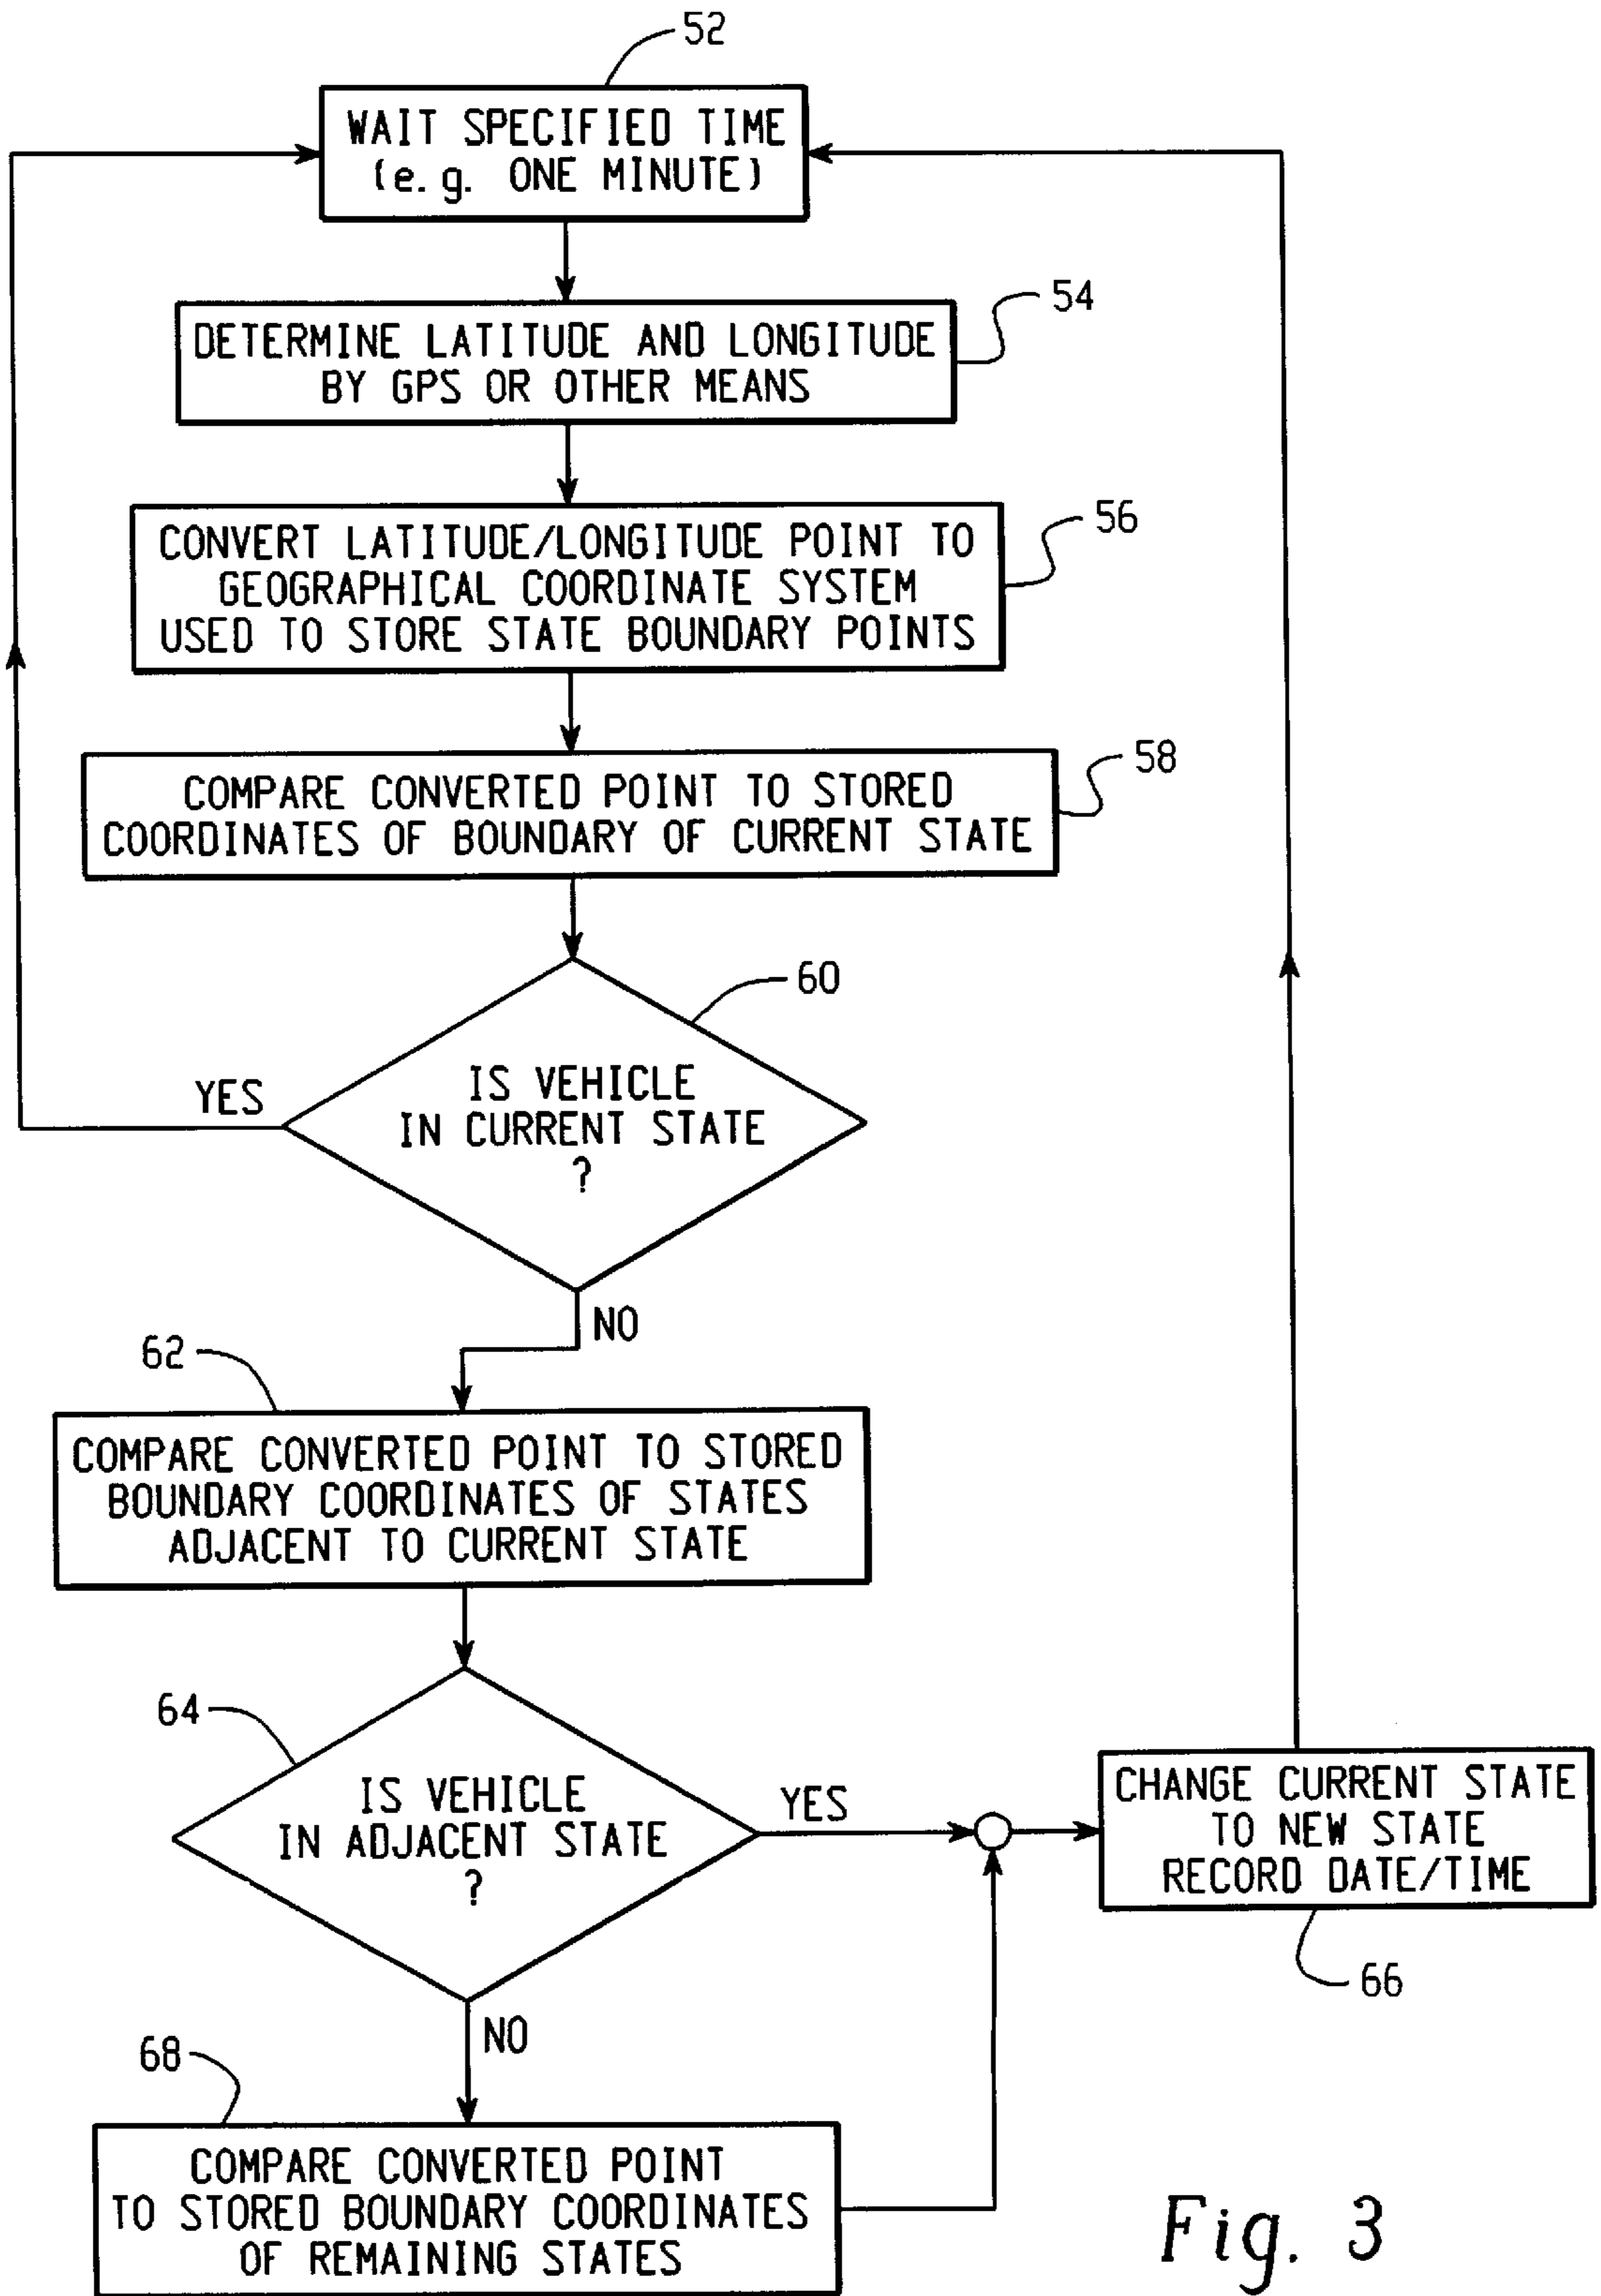 52
WAIT SPECIFIED TIME
(e.g. ONE MINUTE)
54
DETERMINE LATITUDE AND LONGITUDE
BY GPS OR OTHER MEANS
56
CONVERT LATITUDE/LONGITUDE POINT TO
GEOGRAPHICAL COORDINATE SYSTEM
USED TO STORE STATE BOUNDARY POINTS
58
COMPARE CONVERTED POINT TO STORED
COORDINATES OF BOUNDARY OF CURRENT STATE
60
YES
IS VEHICLE
IN CURRENT STATE
?
NO
62
COMPARE CONVERTED POINT TO STORED
BOUNDARY COORDINATES OF STATES
ADJACENT TO CURRENT STATE
64
IS VEHICLE
IN ADJACENT STATE
?
YES
CHANGE CURRENT STATE
TO NEW STATE
RECORD DATE/TIME
66
NO
68
COMPARE CONVERTED POINT
TO STORED BOUNDARY COORDINATES
OF REMAINING STATES
Fig. 3